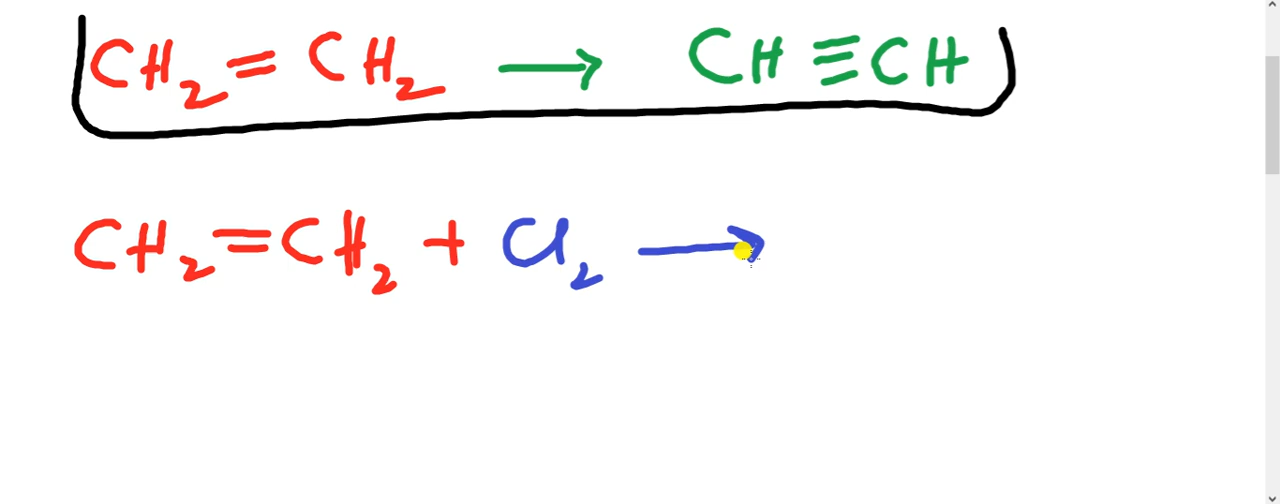 CH₂ = CH₂ → CH ≡ CH
CH₂ = CH₂ + Cl₂ →